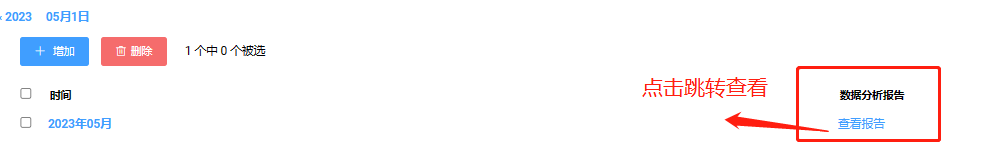 ‹ 2023 05月1日
增加 删除 1 个中 0 个被选
点击跳转查看
时间 数据分析报告
2023年05月 查看报告